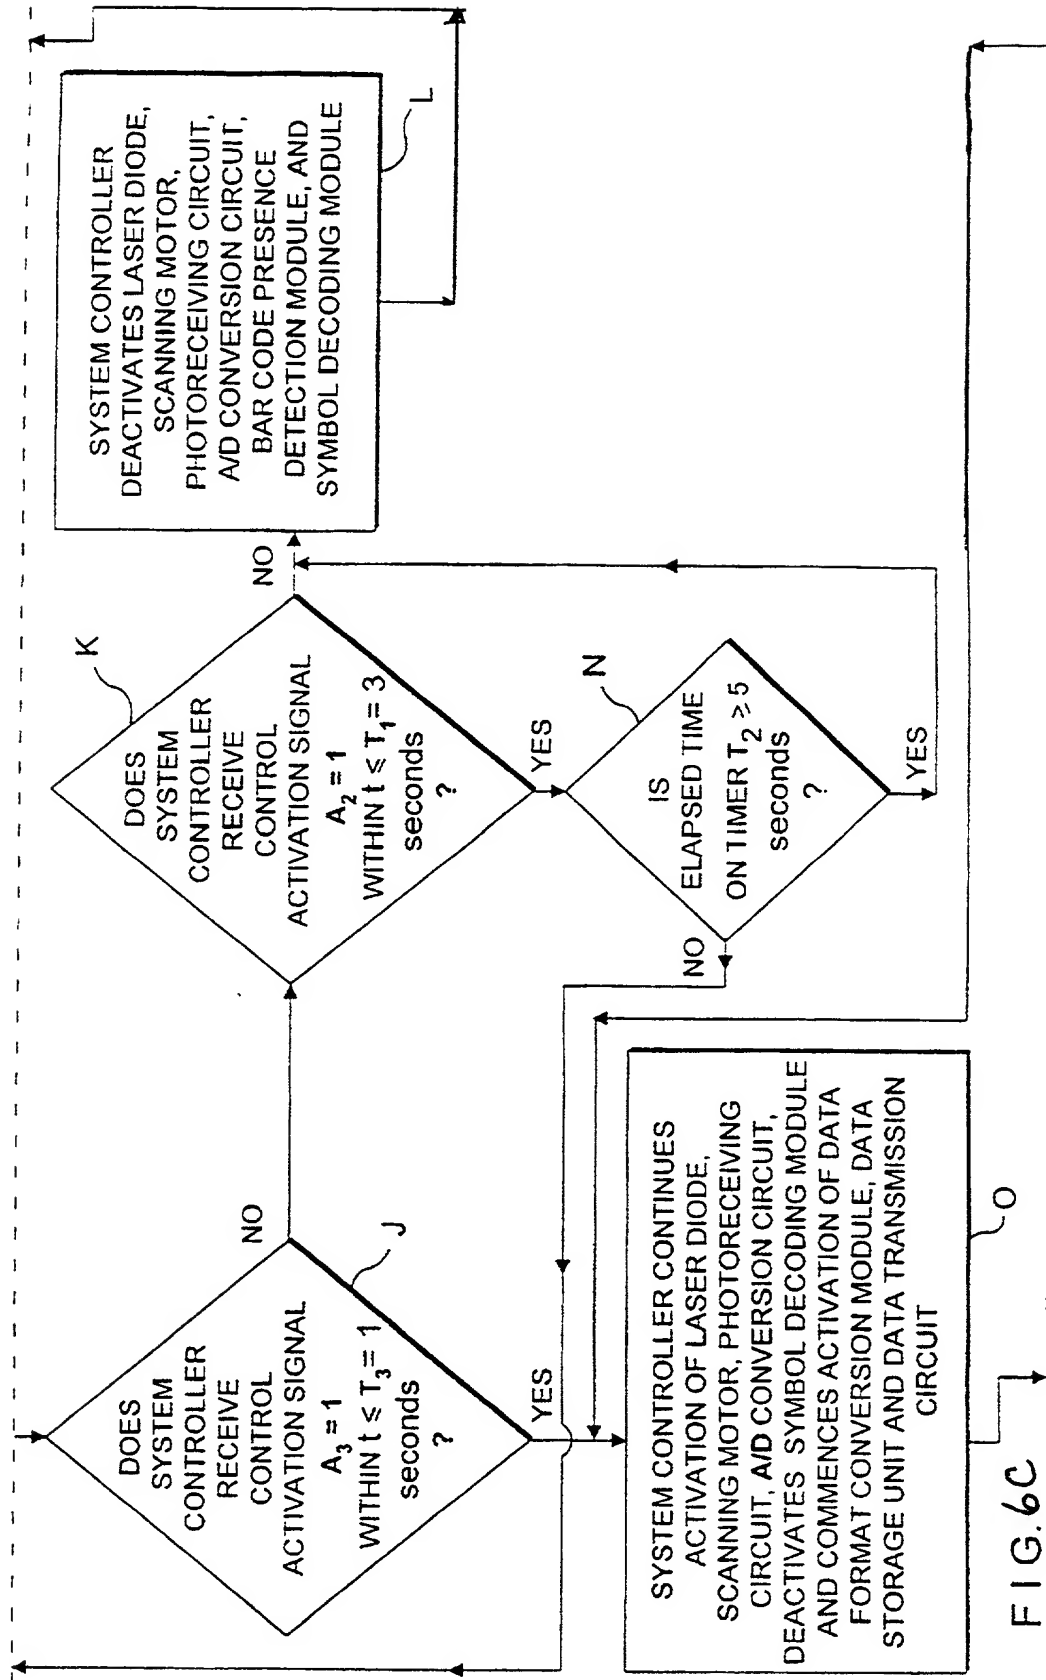 DOES
SYSTEM
CONTROLLER
RECEIVE
CONTROL
ACTIVATION SIGNAL
A3 = 1
WITHIN t ≤ T3 = 1
seconds
?
J
NO
YES
DOES
SYSTEM
CONTROLLER
RECEIVE
CONTROL
ACTIVATION SIGNAL
A2 = 1
WITHIN t ≤ T1 = 3
seconds
?
K
NO
YES
SYSTEM CONTROLLER
DEACTIVATES LASER DIODE,
SCANNING MOTOR,
PHOTORECEIVING CIRCUIT,
A/D CONVERSION CIRCUIT,
BAR CODE PRESENCE
DETECTION MODULE, AND
SYMBOL DECODING MODULE
L
IS
ELAPSED TIME
ON TIMER T2 ≥ 5
seconds
?
N
NO
YES
SYSTEM CONTROLLER CONTINUES
ACTIVATION OF LASER DIODE,
SCANNING MOTOR, PHOTORECEIVING
CIRCUIT, A/D CONVERSION CIRCUIT,
DEACTIVATES SYMBOL DECODING MODULE
AND COMMENCES ACTIVATION OF DATA
FORMAT CONVERSION MODULE, DATA
STORAGE UNIT AND DATA TRANSMISSION
CIRCUIT
O
FIG. 6C